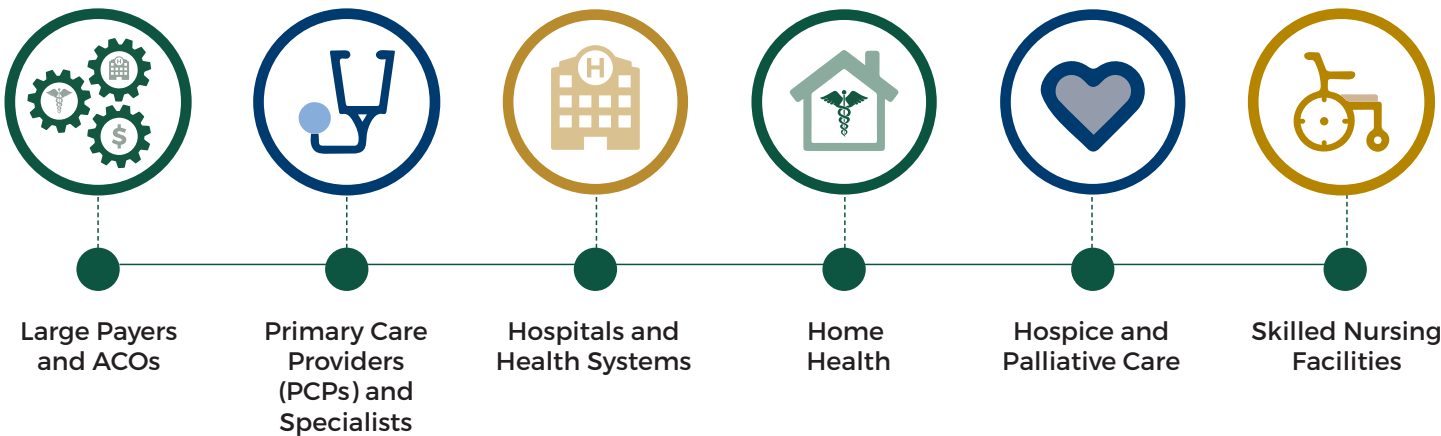 $
H
H
Large Payers
and ACOs
Primary Care
Providers
(PCPs) and
Specialists
Hospitals and
Health Systems
Home
Health
Hospice and
Palliative Care
Skilled Nursing
Facilities